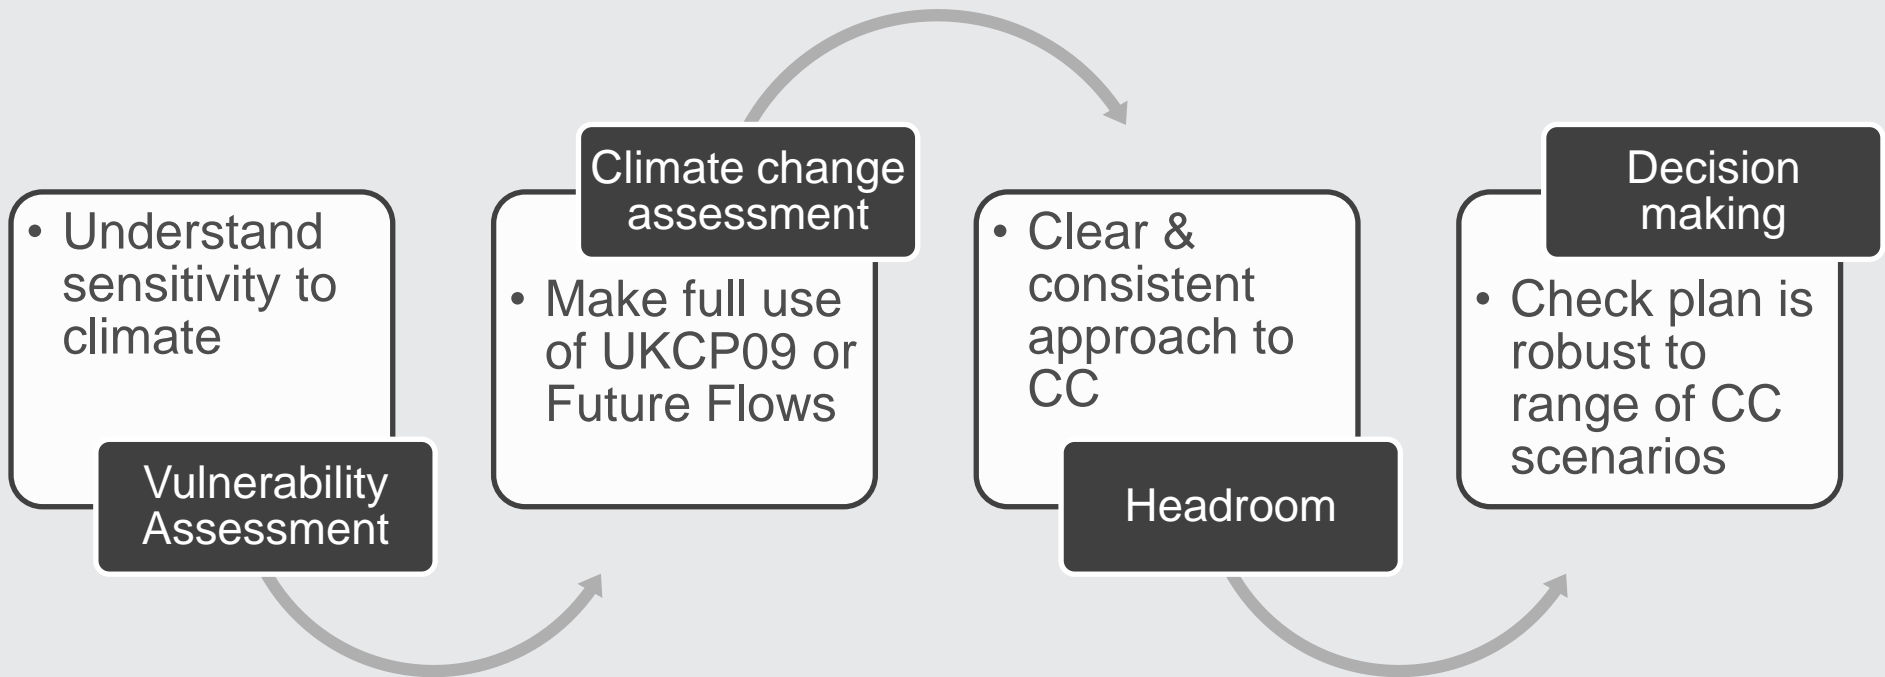 • Understand
sensitivity to
climate
Vulnerability
Assessment
Climate change
assessment
• Make full use
of UKCP09 or
Future Flows
• Clear &
consistent
approach to
CC
Headroom
Decision
making
• Check plan is
robust to
range of CC
scenarios